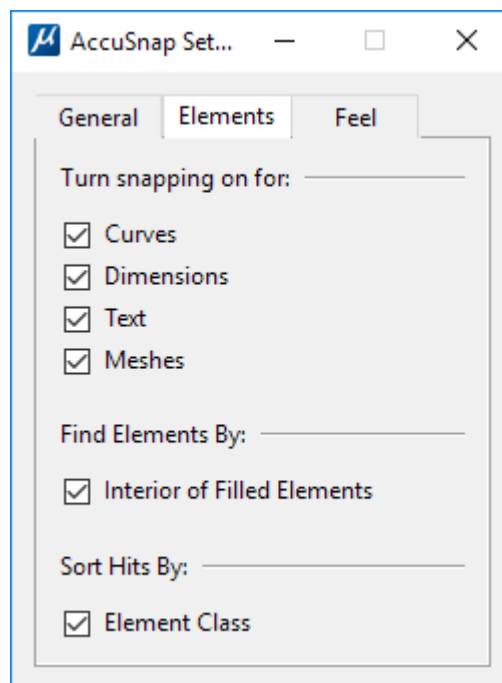 µ AccuSnap Set...
General Elements Feel
Turn snapping on for:
Curves
Dimensions
Text
Meshes
Find Elements By:
Interior of Filled Elements
Sort Hits By:
Element Class